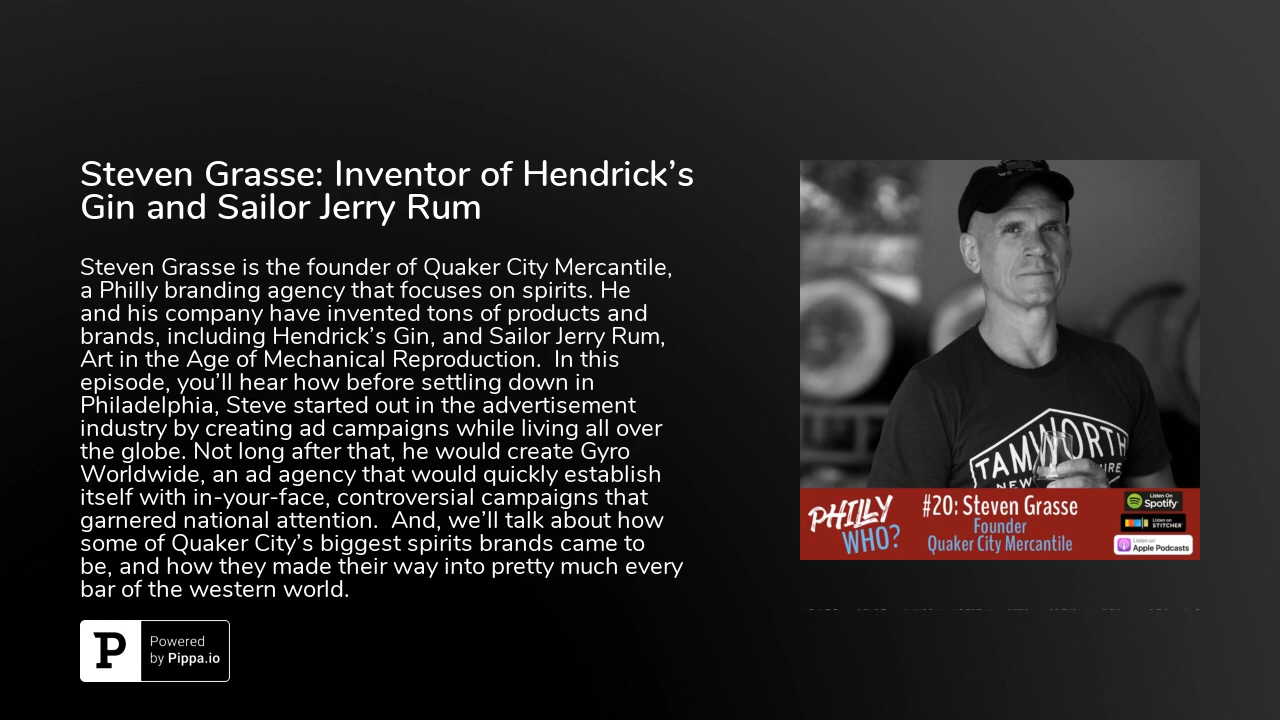 Steven Grasse: Inventor of Hendrick’s
Gin and Sailor Jerry Rum
Steven Grasse is the founder of Quaker City Mercantile,
a Philly branding agency that focuses on spirits. He
and his company have invented tons of products and
brands, including Hendrick’s Gin, and Sailor Jerry Rum,
Art in the Age of Mechanical Reproduction.  In this
episode, you’ll hear how before settling down in
Philadelphia, Steve started out in the advertisement
industry by creating ad campaigns while living all over
the globe. Not long after that, he would create Gyro
Worldwide, an ad agency that would quickly establish
itself with in-your-face, controversial campaigns that
garnered national attention.  And, we’ll talk about how
some of Quaker City’s biggest spirits brands came to
be, and how they made their way into pretty much every
bar of the western world.
P
Powered
by Pippa.io
TAMWORTH
NEW
IRE
PHILLY
WHO?
#20: Steven Grasse
Founder
Quaker City Mercantile
Listen On
Spotify
Listen on
STITCHER
Listen on
Apple Podcasts